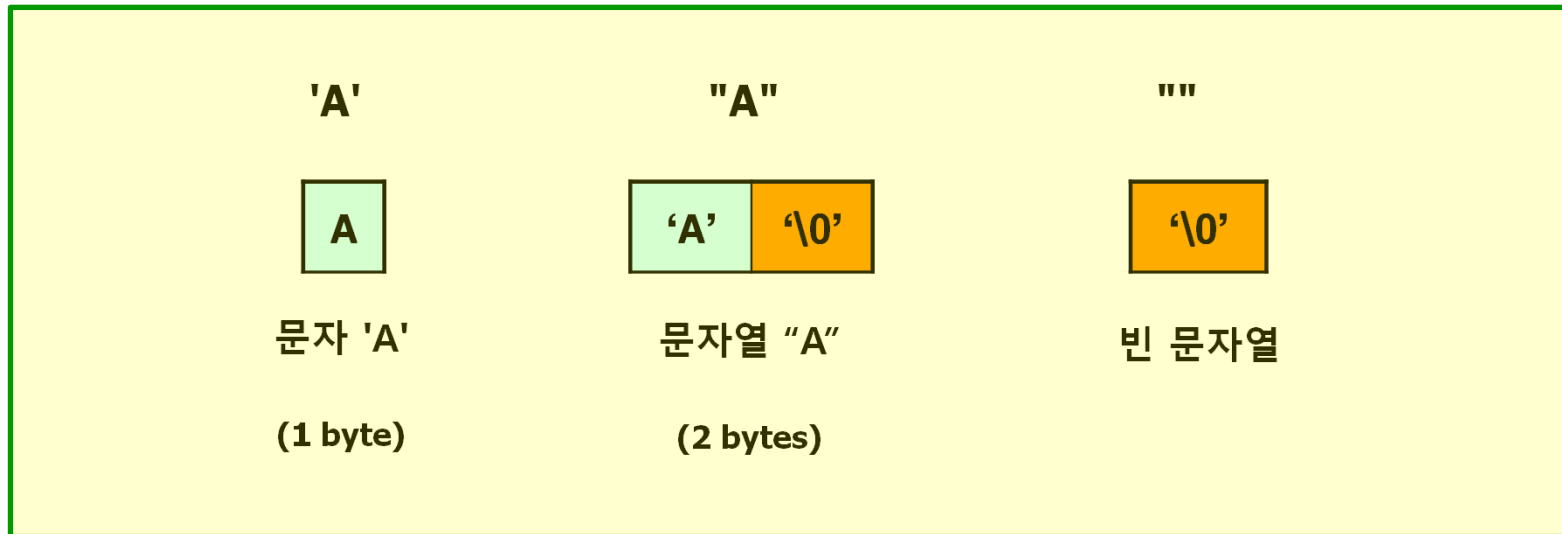 'A' "A" ""
A ‘A’ ‘\0’ ‘\0’
문자 'A' 문자열 “A” 빈 문자열
(1 byte) (2 bytes)